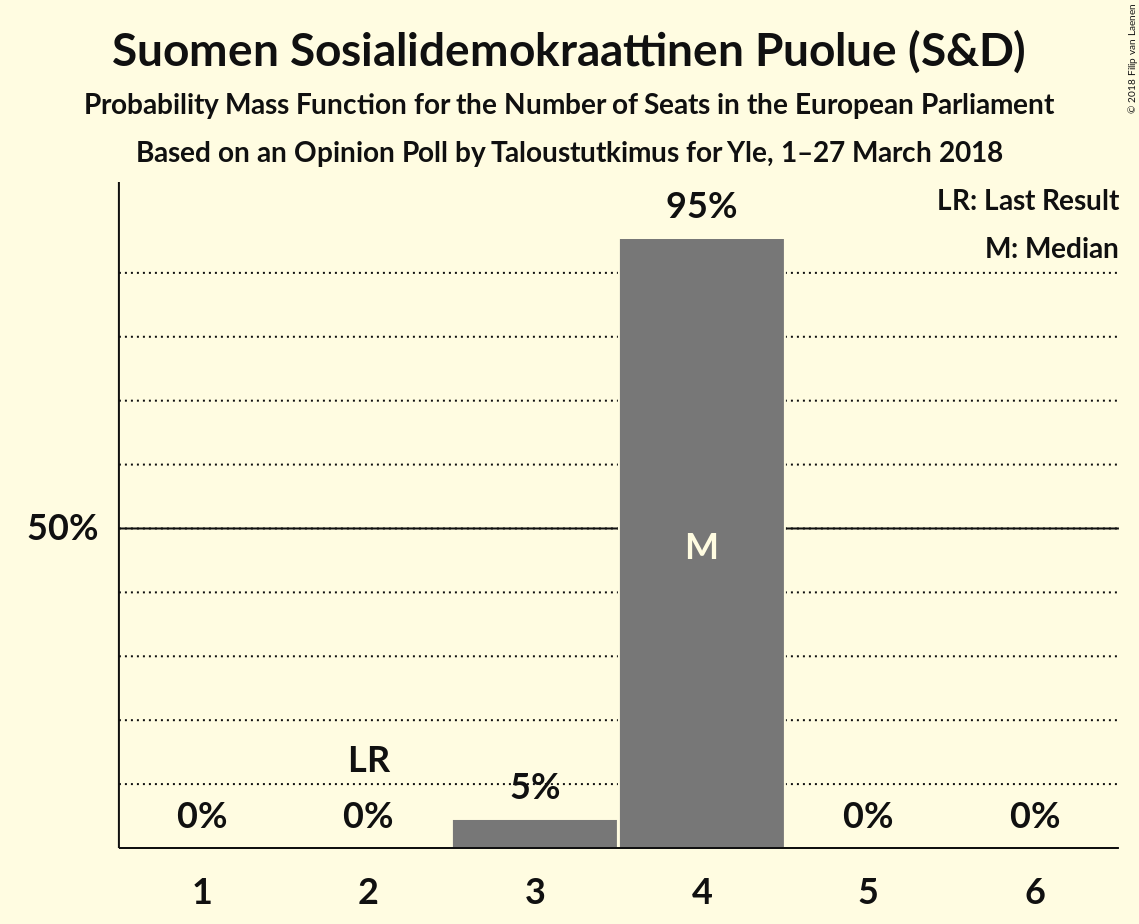 Suomen Sosialidemokraattinen Puolue (S&D)
Probability Mass Function for the Number of Seats in the European Parliament
Based on an Opinion Poll by Taloustutkimus for Yle, 1–27 March 2018
© 2018 Filip van Laenen
LR: Last Result
M: Median
95%
50%
M
LR
5%
0%
0%
0%
0%
1
2
3
4
5
6